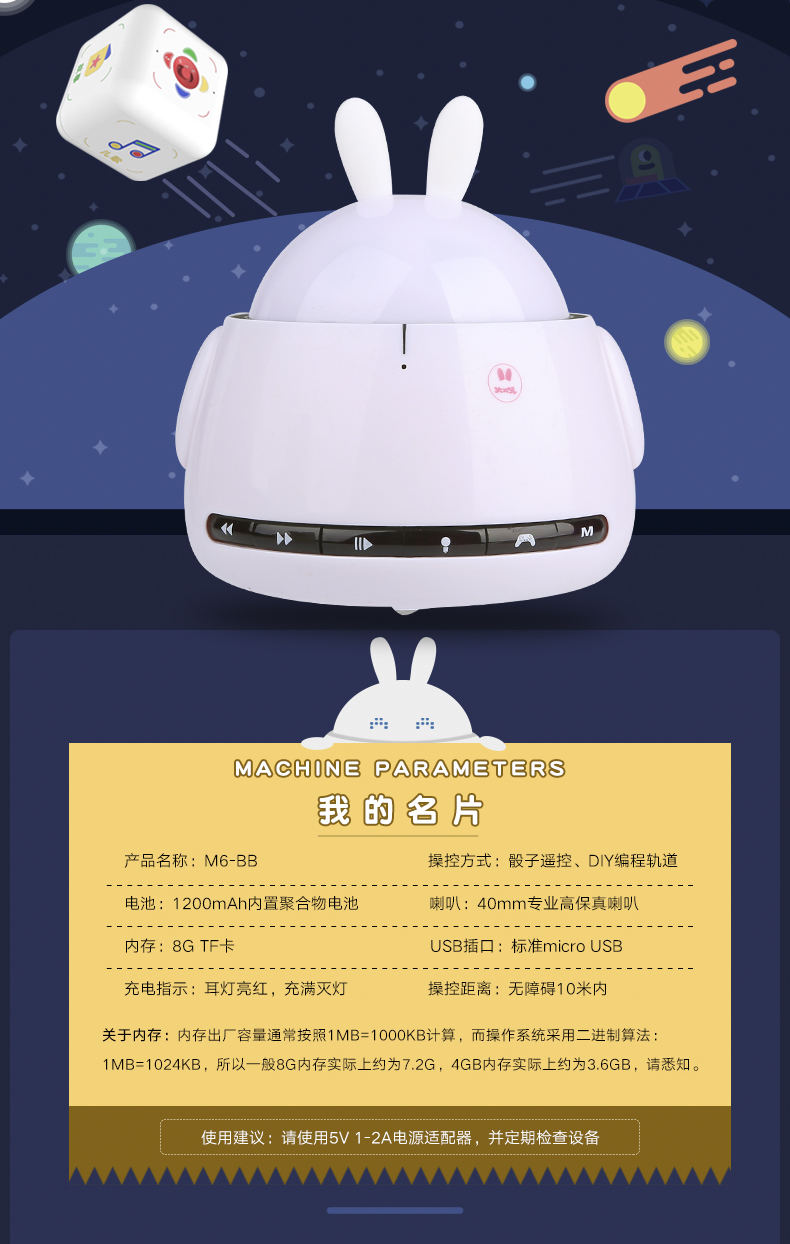 儿歌
M
MACHINE PARAMETERS
我的名片
产品名称：M6-BB
操控方式：骰子遥控、DIY编程轨道
电池：1200mAh内置聚合物电池
喇叭：40mm专业高保真喇叭
内存：8G TF卡
USB插口：标准micro USB
充电指示：耳灯亮红，充满灭灯
操控距离：无障碍10米内
关于内存：内存出厂容量通常按照1MB=1000KB计算，而操作系统采用二进制算法：
1MB=1024KB，所以一般8G内存实际上约为7.2G，4GB内存实际上约为3.6GB，请悉知。
使用建议：请使用5V 1-2A电源适配器，并定期检查设备